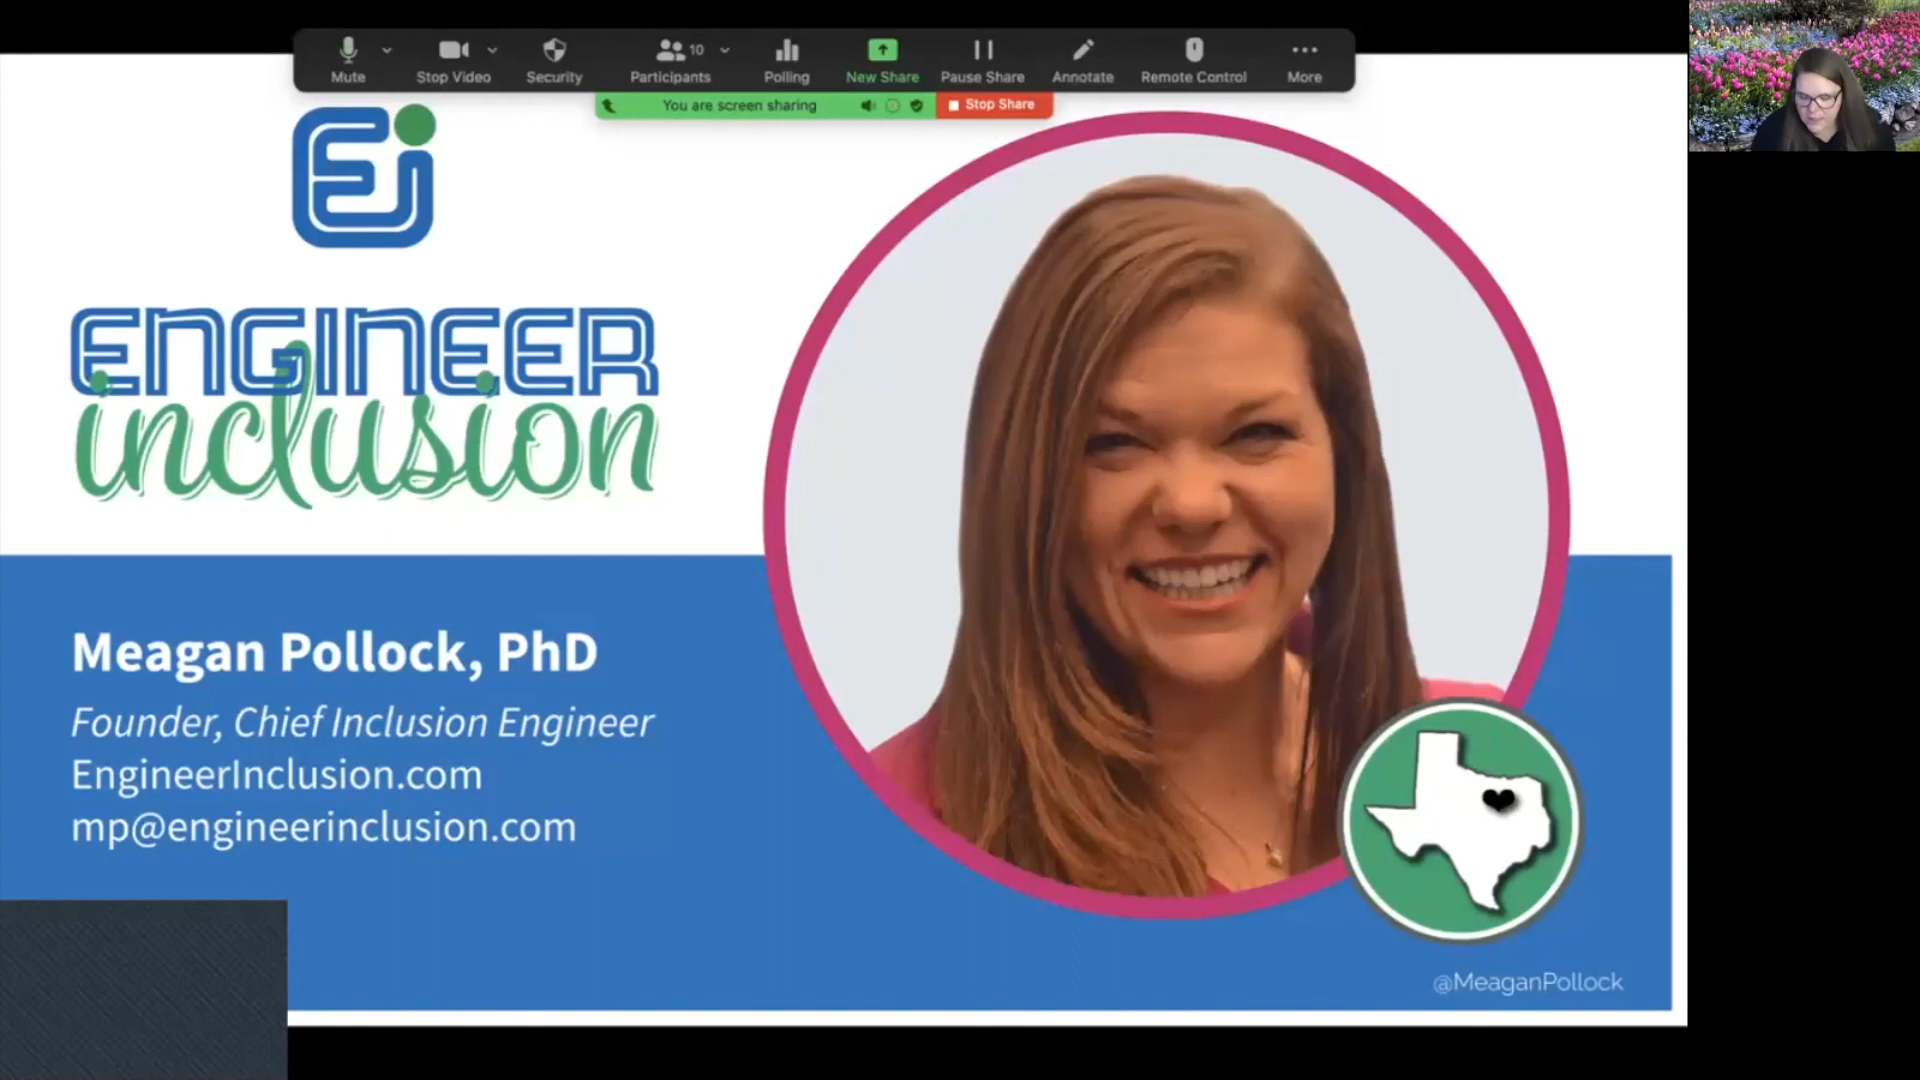 Mute
Stop Video
Security
10
Participants
Polling
New Share
Pause Share
Annotate
Remote Control
More
You are screen sharing
Stop Share
Ei
ENGINEER
inclusion
Meagan Pollock, PhD
Founder, Chief Inclusion Engineer
EngineerInclusion.com
mp@engineerinclusion.com
@MeaganPollock